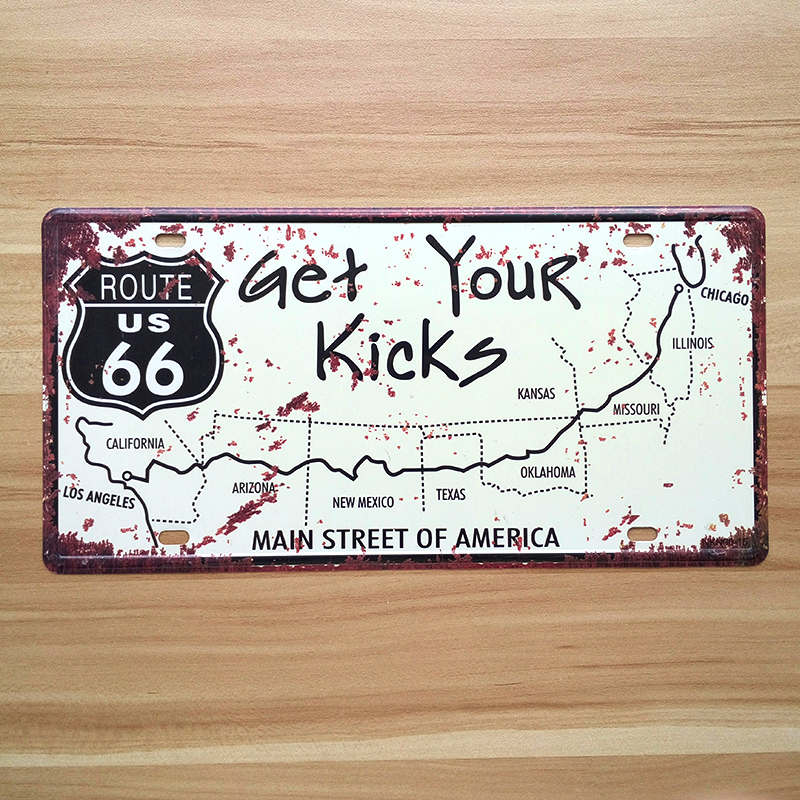 ROUTE
US
66
Get Your
Kicks
CHICAGO
ILLINOIS
KANSAS
MISSOURI
CALIFORNIA
OKLAHOMA
LOS ANGELES
ARIZONA
NEW MEXICO
TEXAS
MAIN STREET OF AMERICA